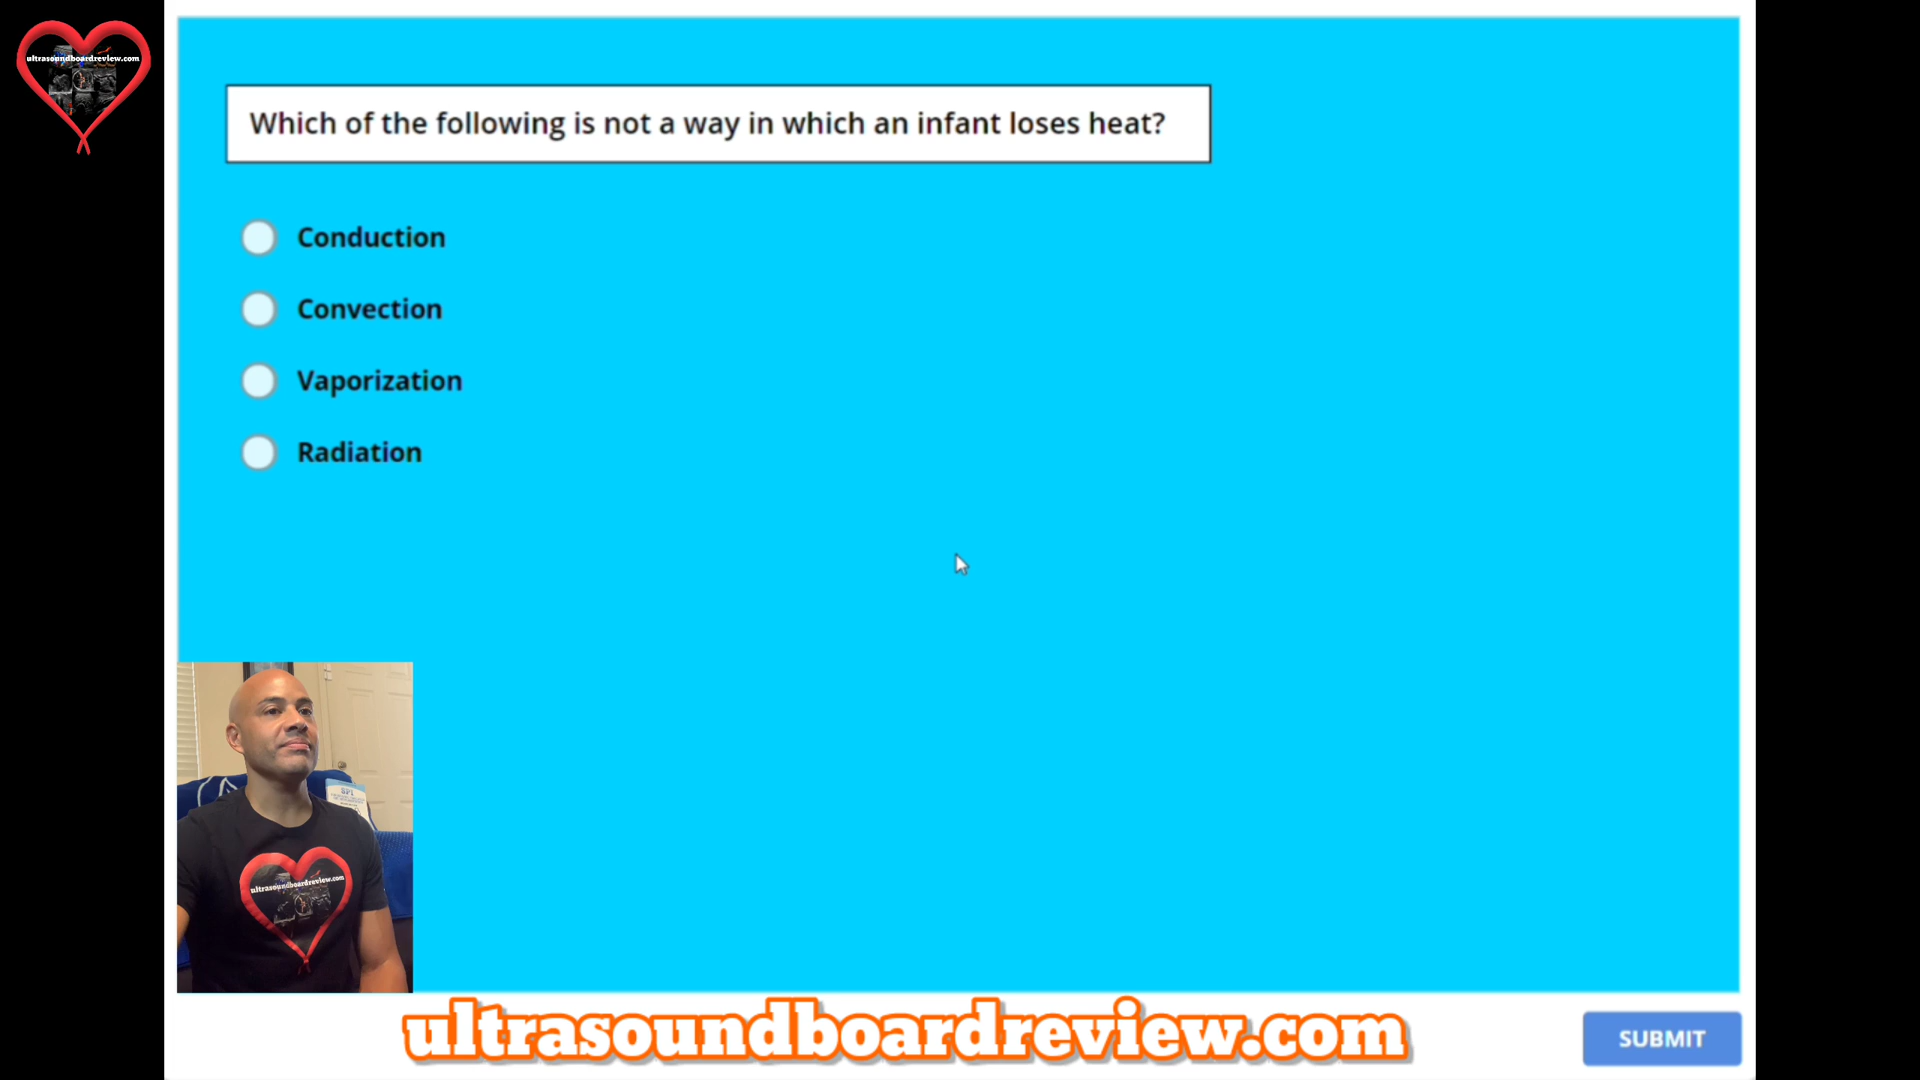 ultrasoundboardreview.com
Which of the following is not a way in which an infant loses heat?
Conduction
Convection
Vaporization
Radiation
SPI
ultrasoundboardreview.com
ultrasoundboardreview.com
SUBMIT